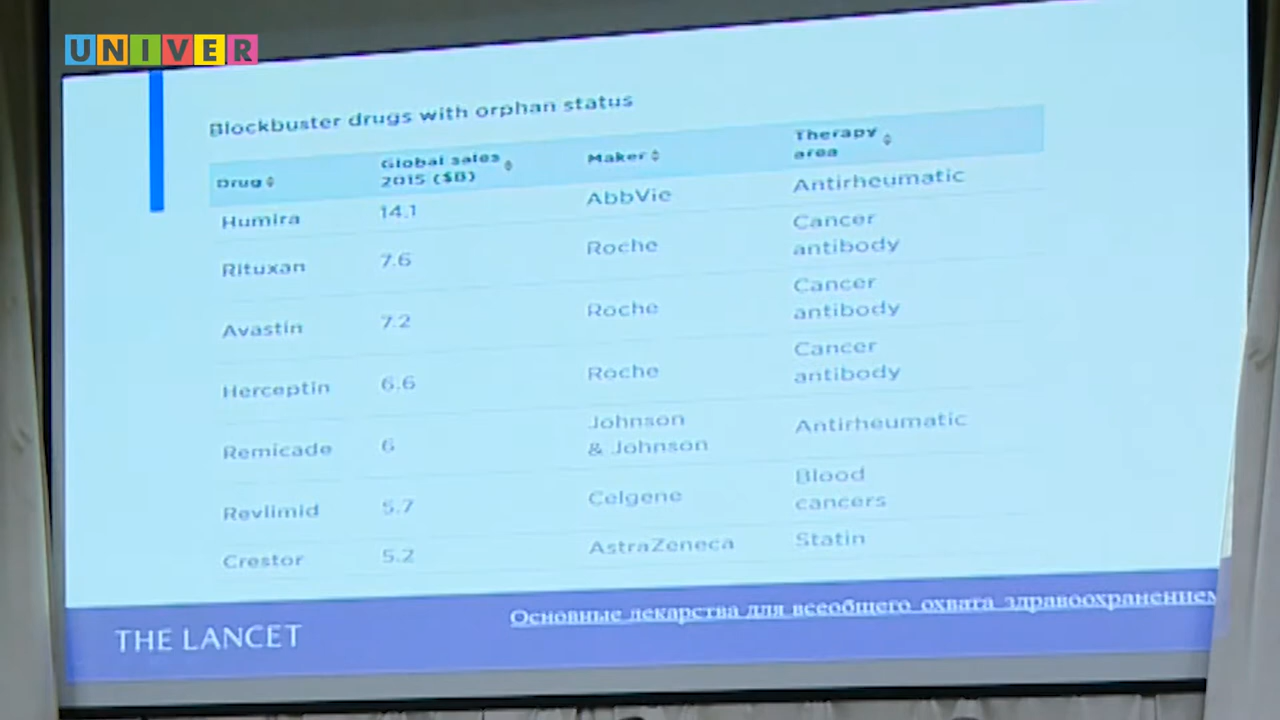 UNIVER
Blockbuster drugs with orphan status
Drug Global sales 2015 ($B) Maker Therapy area
Humira 14.1 AbbVie Antirheumatic
Rituxan 7.6 Roche Cancer antibody
Avastin 7.2 Roche Cancer antibody
Herceptin 6.6 Roche Cancer antibody
Remicade 6 Johnson & Johnson Antirheumatic
Revlimid 5.7 Celgene Blood cancers
Crestor 5.2 AstraZeneca Statin
THE LANCET
Основные лекарства для всеобщего охвата здравоохранением